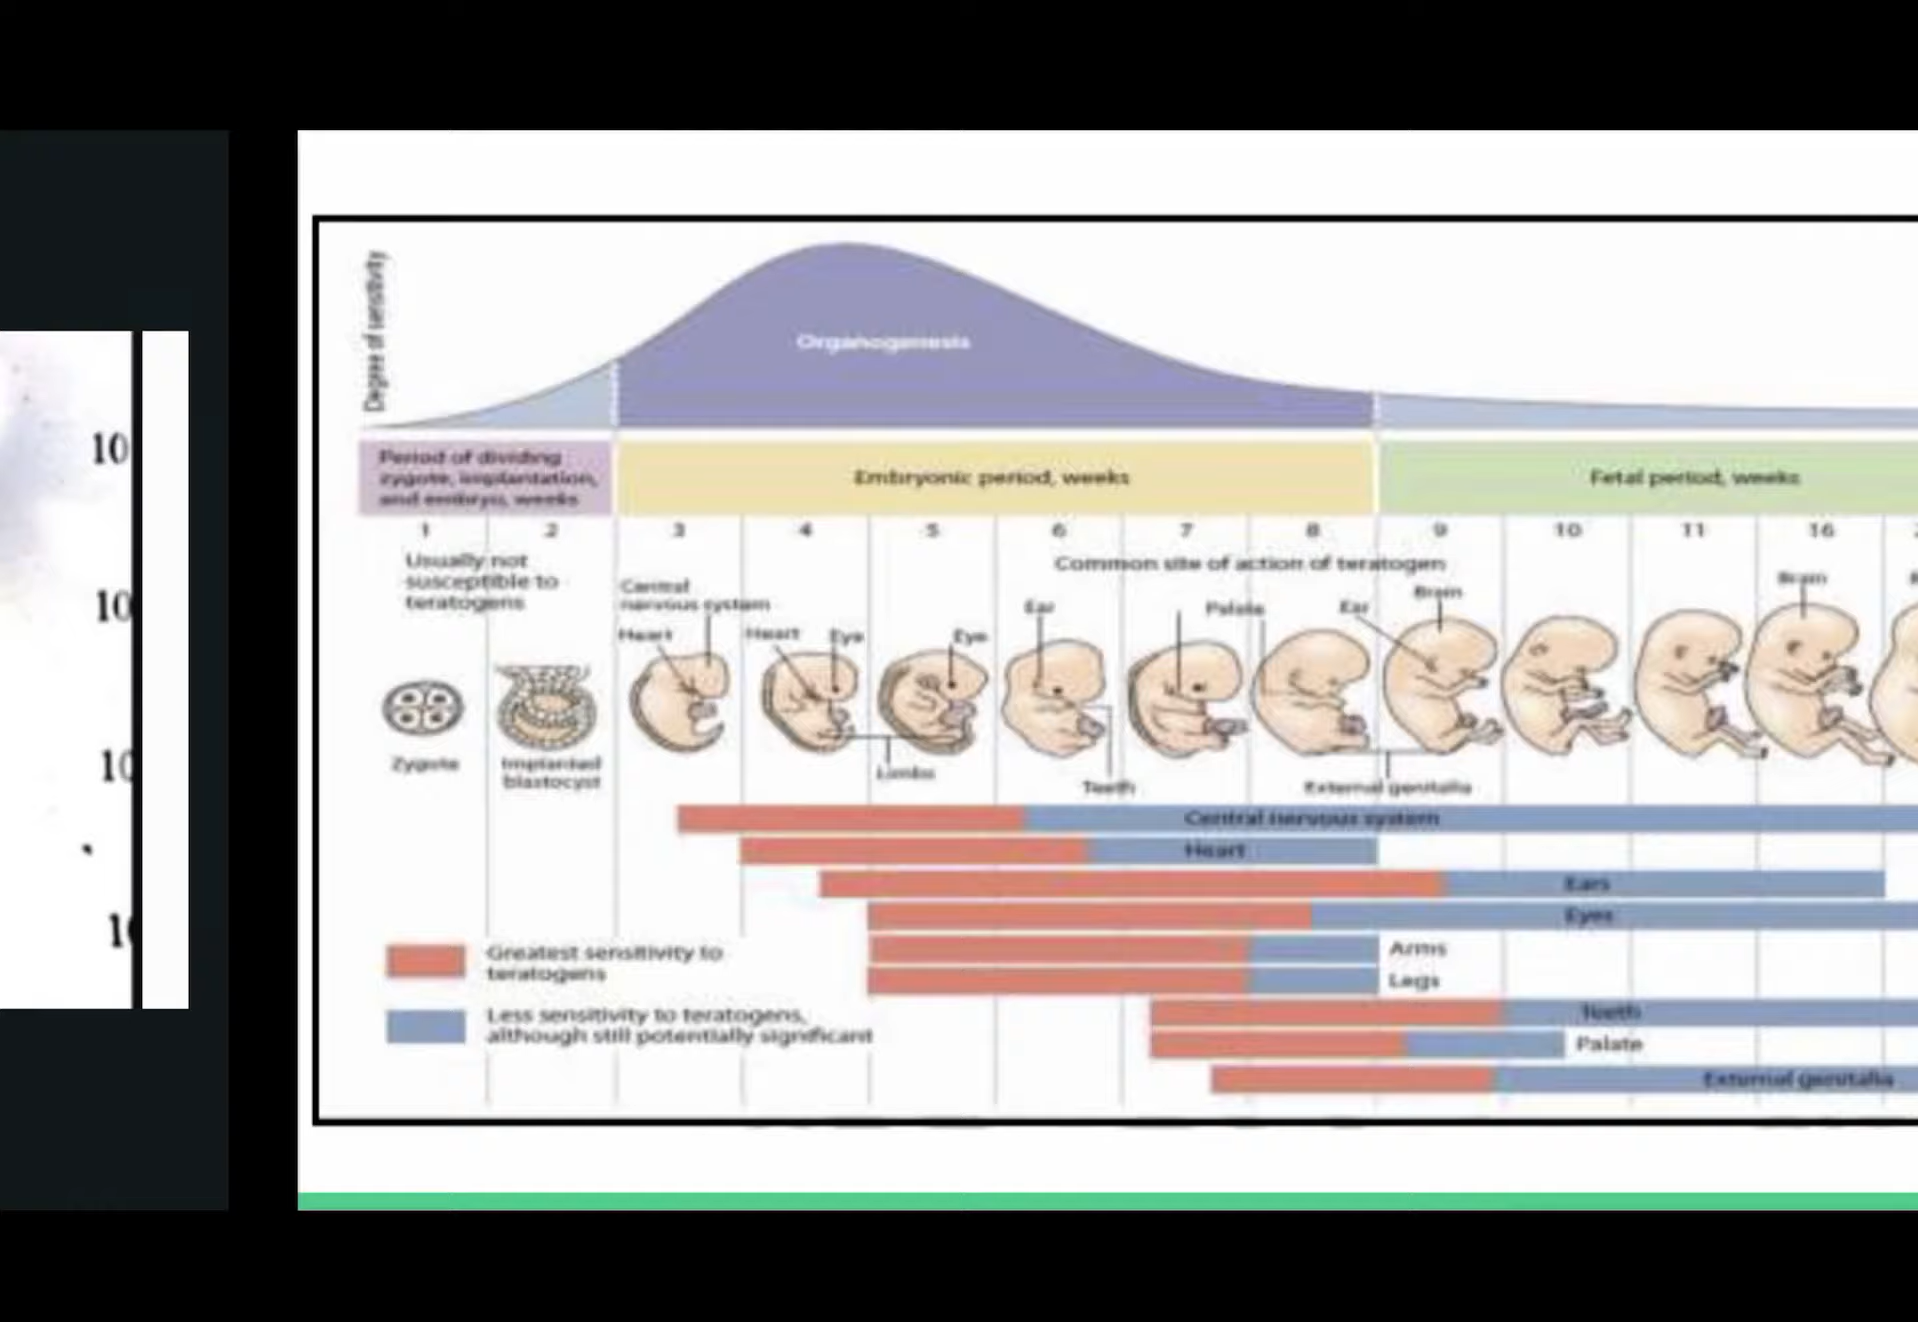 10
10
10
Degree of sensitivity
Organogenesis
Period of dividing
zygote, implantation,
and embryo, weeks
Embryonic period, weeks
Fetal period, weeks
1 2 3 4 5 6 7 8 9 10 11 16
Usually not
susceptible to
teratogens
Common site of action of teratogen
Central
nervous system
Heart
Heart
Eye
Eye
Ear
Palate
Ear
Brain
Brain
Zygote
Implanted
blastocyst
Limbs
Teeth
External genitalia
Central nervous system
Heart
Ears
Eyes
Arms
Legs
Teeth
Palate
External genitalia
Greatest sensitivity to
teratogens
Less sensitivity to teratogens,
although still potentially significant